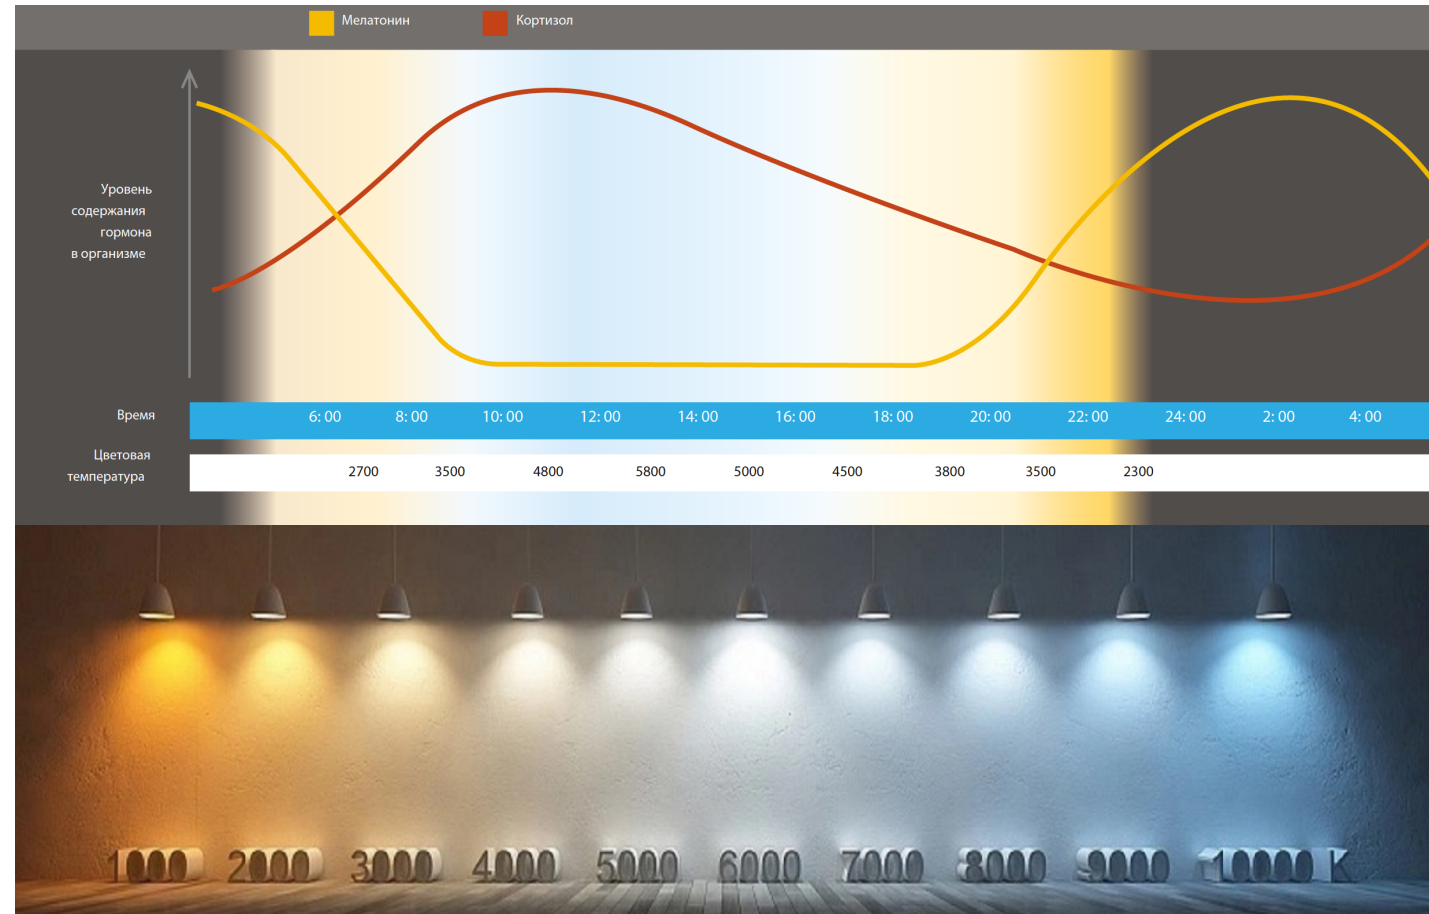 Мелатонин
Кортизол
Уровень
содержания
гормона
в организме
Время
6: 00 8: 00 10: 00 12: 00 14: 00 16: 00 18: 00 20: 00 22: 00 24: 00 2: 00 4: 00
Цветовая
температура
2700 3500 4800 5800 5000 4500 3800 3500 2300
1000 2000 3000 4000 5000 6000 7000 8000 9000 10000 K